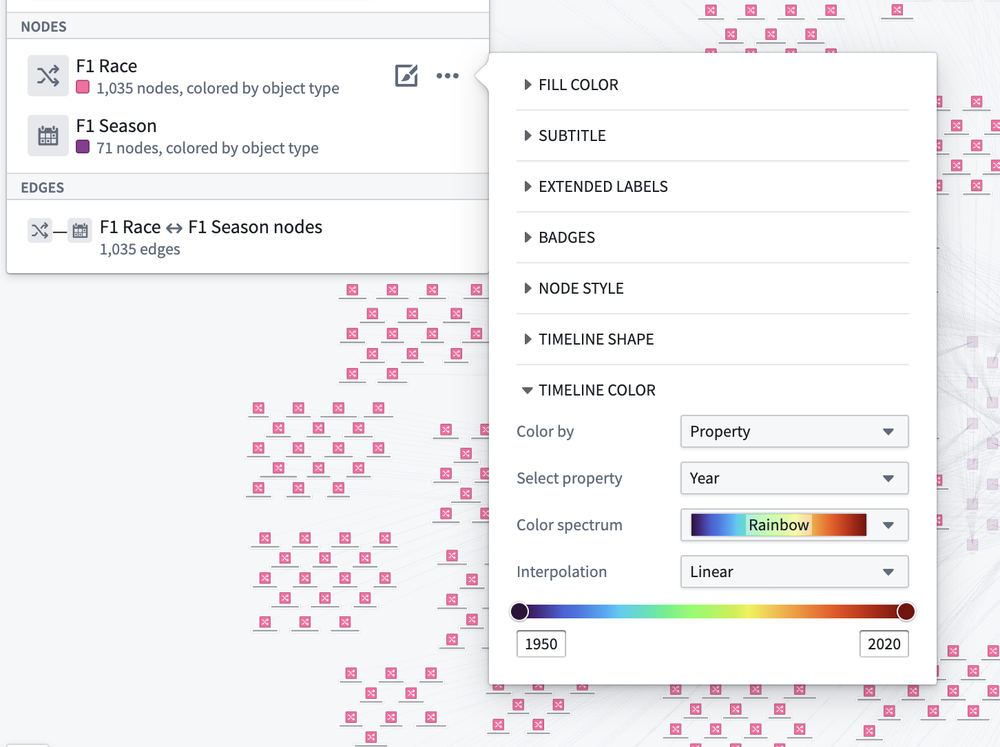 NODES
F1 Race
1,035 nodes, colored by object type
F1 Season
71 nodes, colored by object type
EDGES
F1 Race ↔ F1 Season nodes
1,035 edges
FILL COLOR
SUBTITLE
EXTENDED LABELS
BADGES
NODE STYLE
TIMELINE SHAPE
TIMELINE COLOR
Color by Property
Select property Year
Color spectrum Rainbow
Interpolation Linear
1950 2020